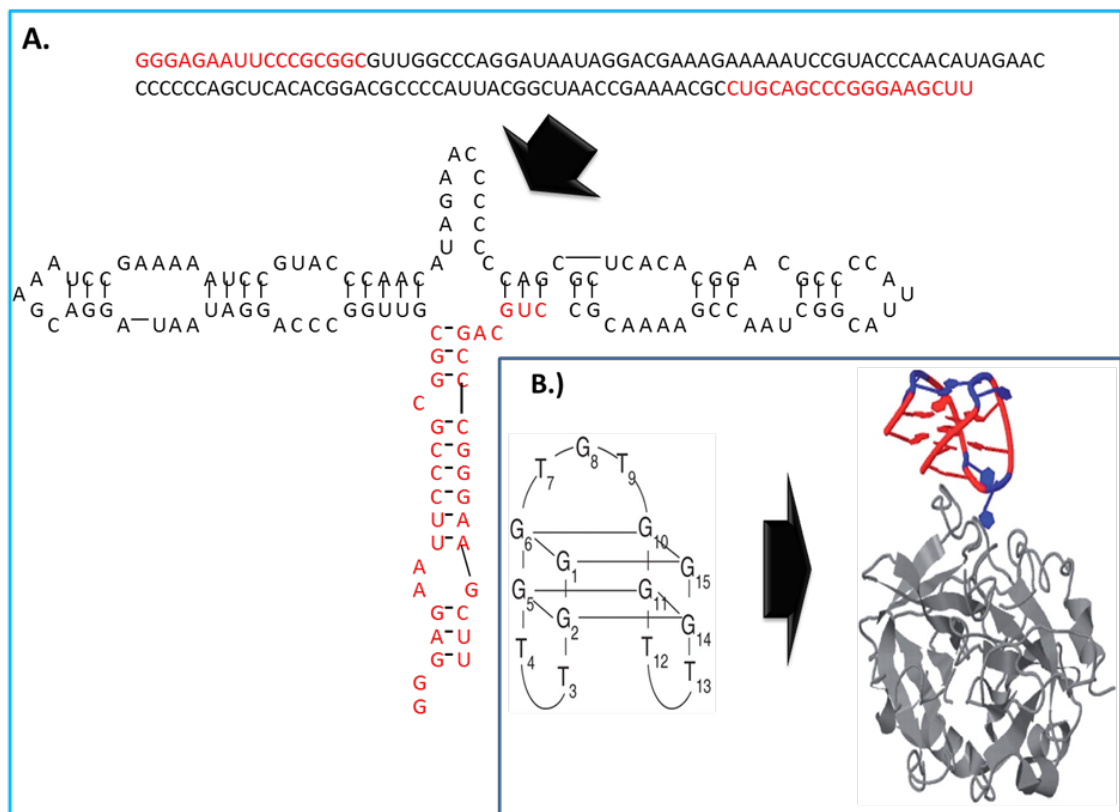 A.
GGGAGAAUUCCCGCGGCGUUGGCCCAGGAUAAUAGGACGAAAGAAAAAUCCGUACCCAACAUAGAAC
CCCCCCAGCUCACACGGACGCCCCAUUACGGCUAACCGAAAACGCCUGCAGCCCGGGAAGCUU
A C
A C
G C
A C
U C
A A A U C C G A A A A A U C C G U A C C C A A C A C C A G C G C U C A C A C G G A C G C C C C C A
A G C A G G A A U A A U A G G A C C C G G U U G G U C C C G C A A A A G C C A A U C G G C A U U
C G A C
G C
G C
C
G C
C G
C G
C G
U A
U A
A
A G
G C
A U
G U
G
G
B.)
T7 G8 T9
G6 G10
G1 G15
G5 G11
G2 G14
T4 T12
T3 T13